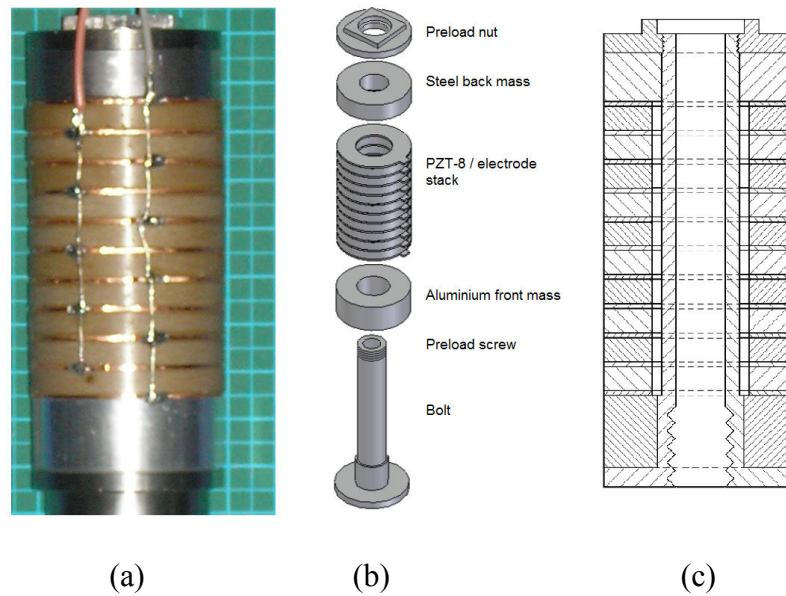 Preload nut
Steel back mass
PZT-8 / electrode
stack
Aluminium front mass
Preload screw
Bolt
(a)
(b)
(c)